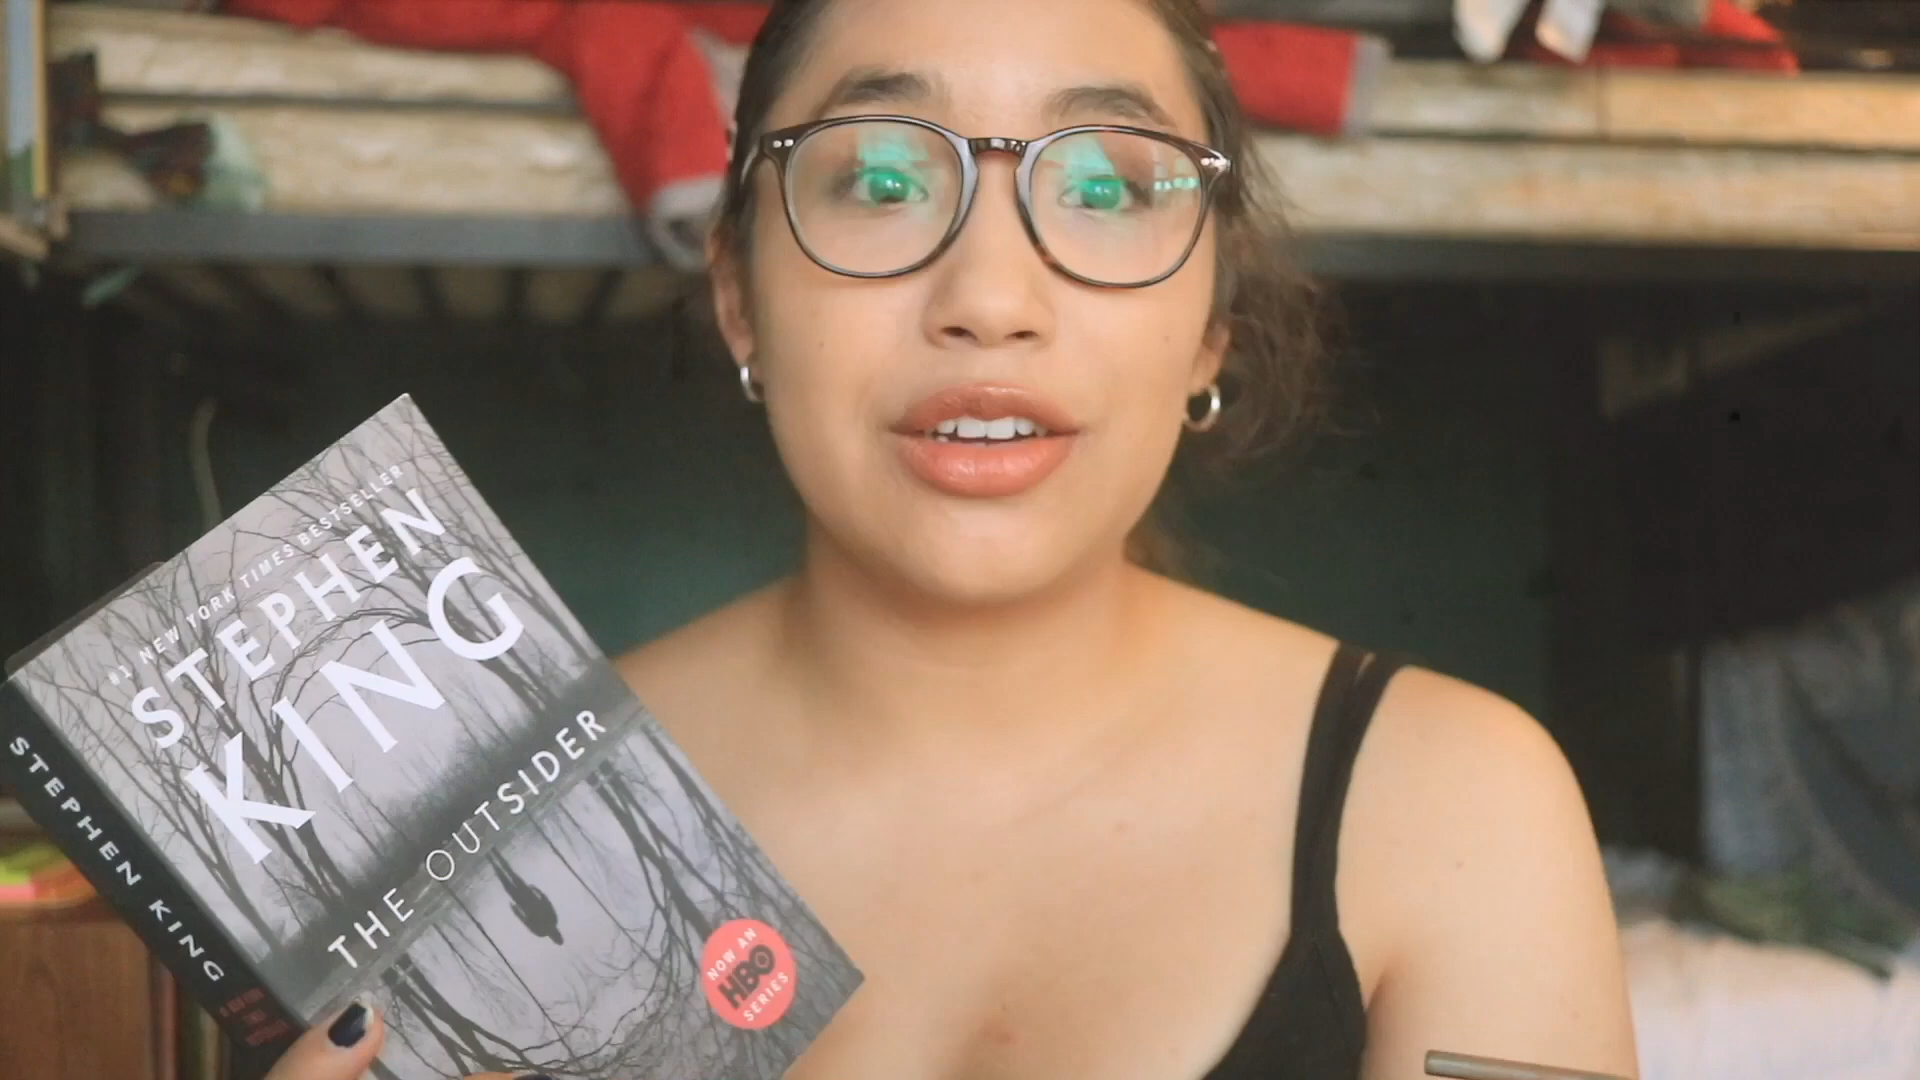 #1 NEW YORK TIMES BESTSELLER
STEPHEN
KING
THE OUTSIDER
NOW AN
HBO
SERIES
STEPHEN KING